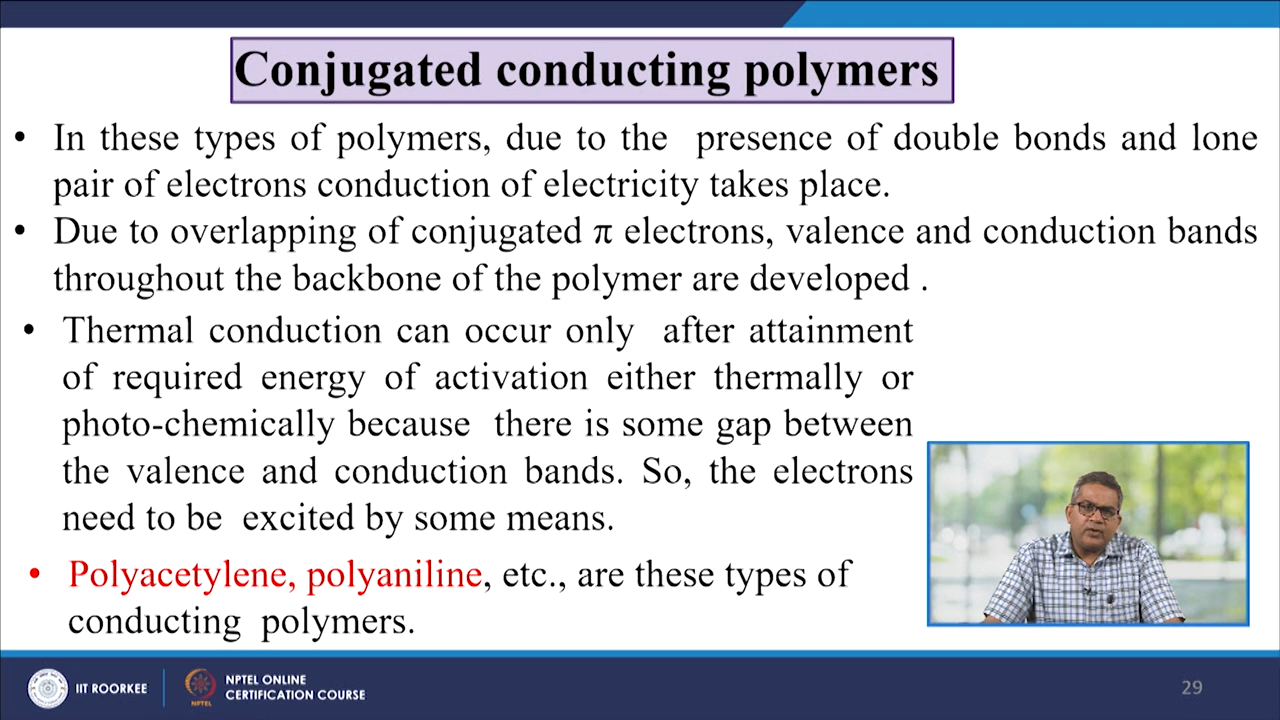 Conjugated conducting polymers
• In these types of polymers, due to the presence of double bonds and lone
pair of electrons conduction of electricity takes place.
• Due to overlapping of conjugated π electrons, valence and conduction bands
throughout the backbone of the polymer are developed .
• Thermal conduction can occur only after attainment
of required energy of activation either thermally or
photo-chemically because there is some gap between
the valence and conduction bands. So, the electrons
need to be excited by some means.
• Polyacetylene, polyaniline, etc., are these types of
conducting polymers.
IIT ROORKEE
NPTEL
NPTEL ONLINE
CERTIFICATION COURSE
29